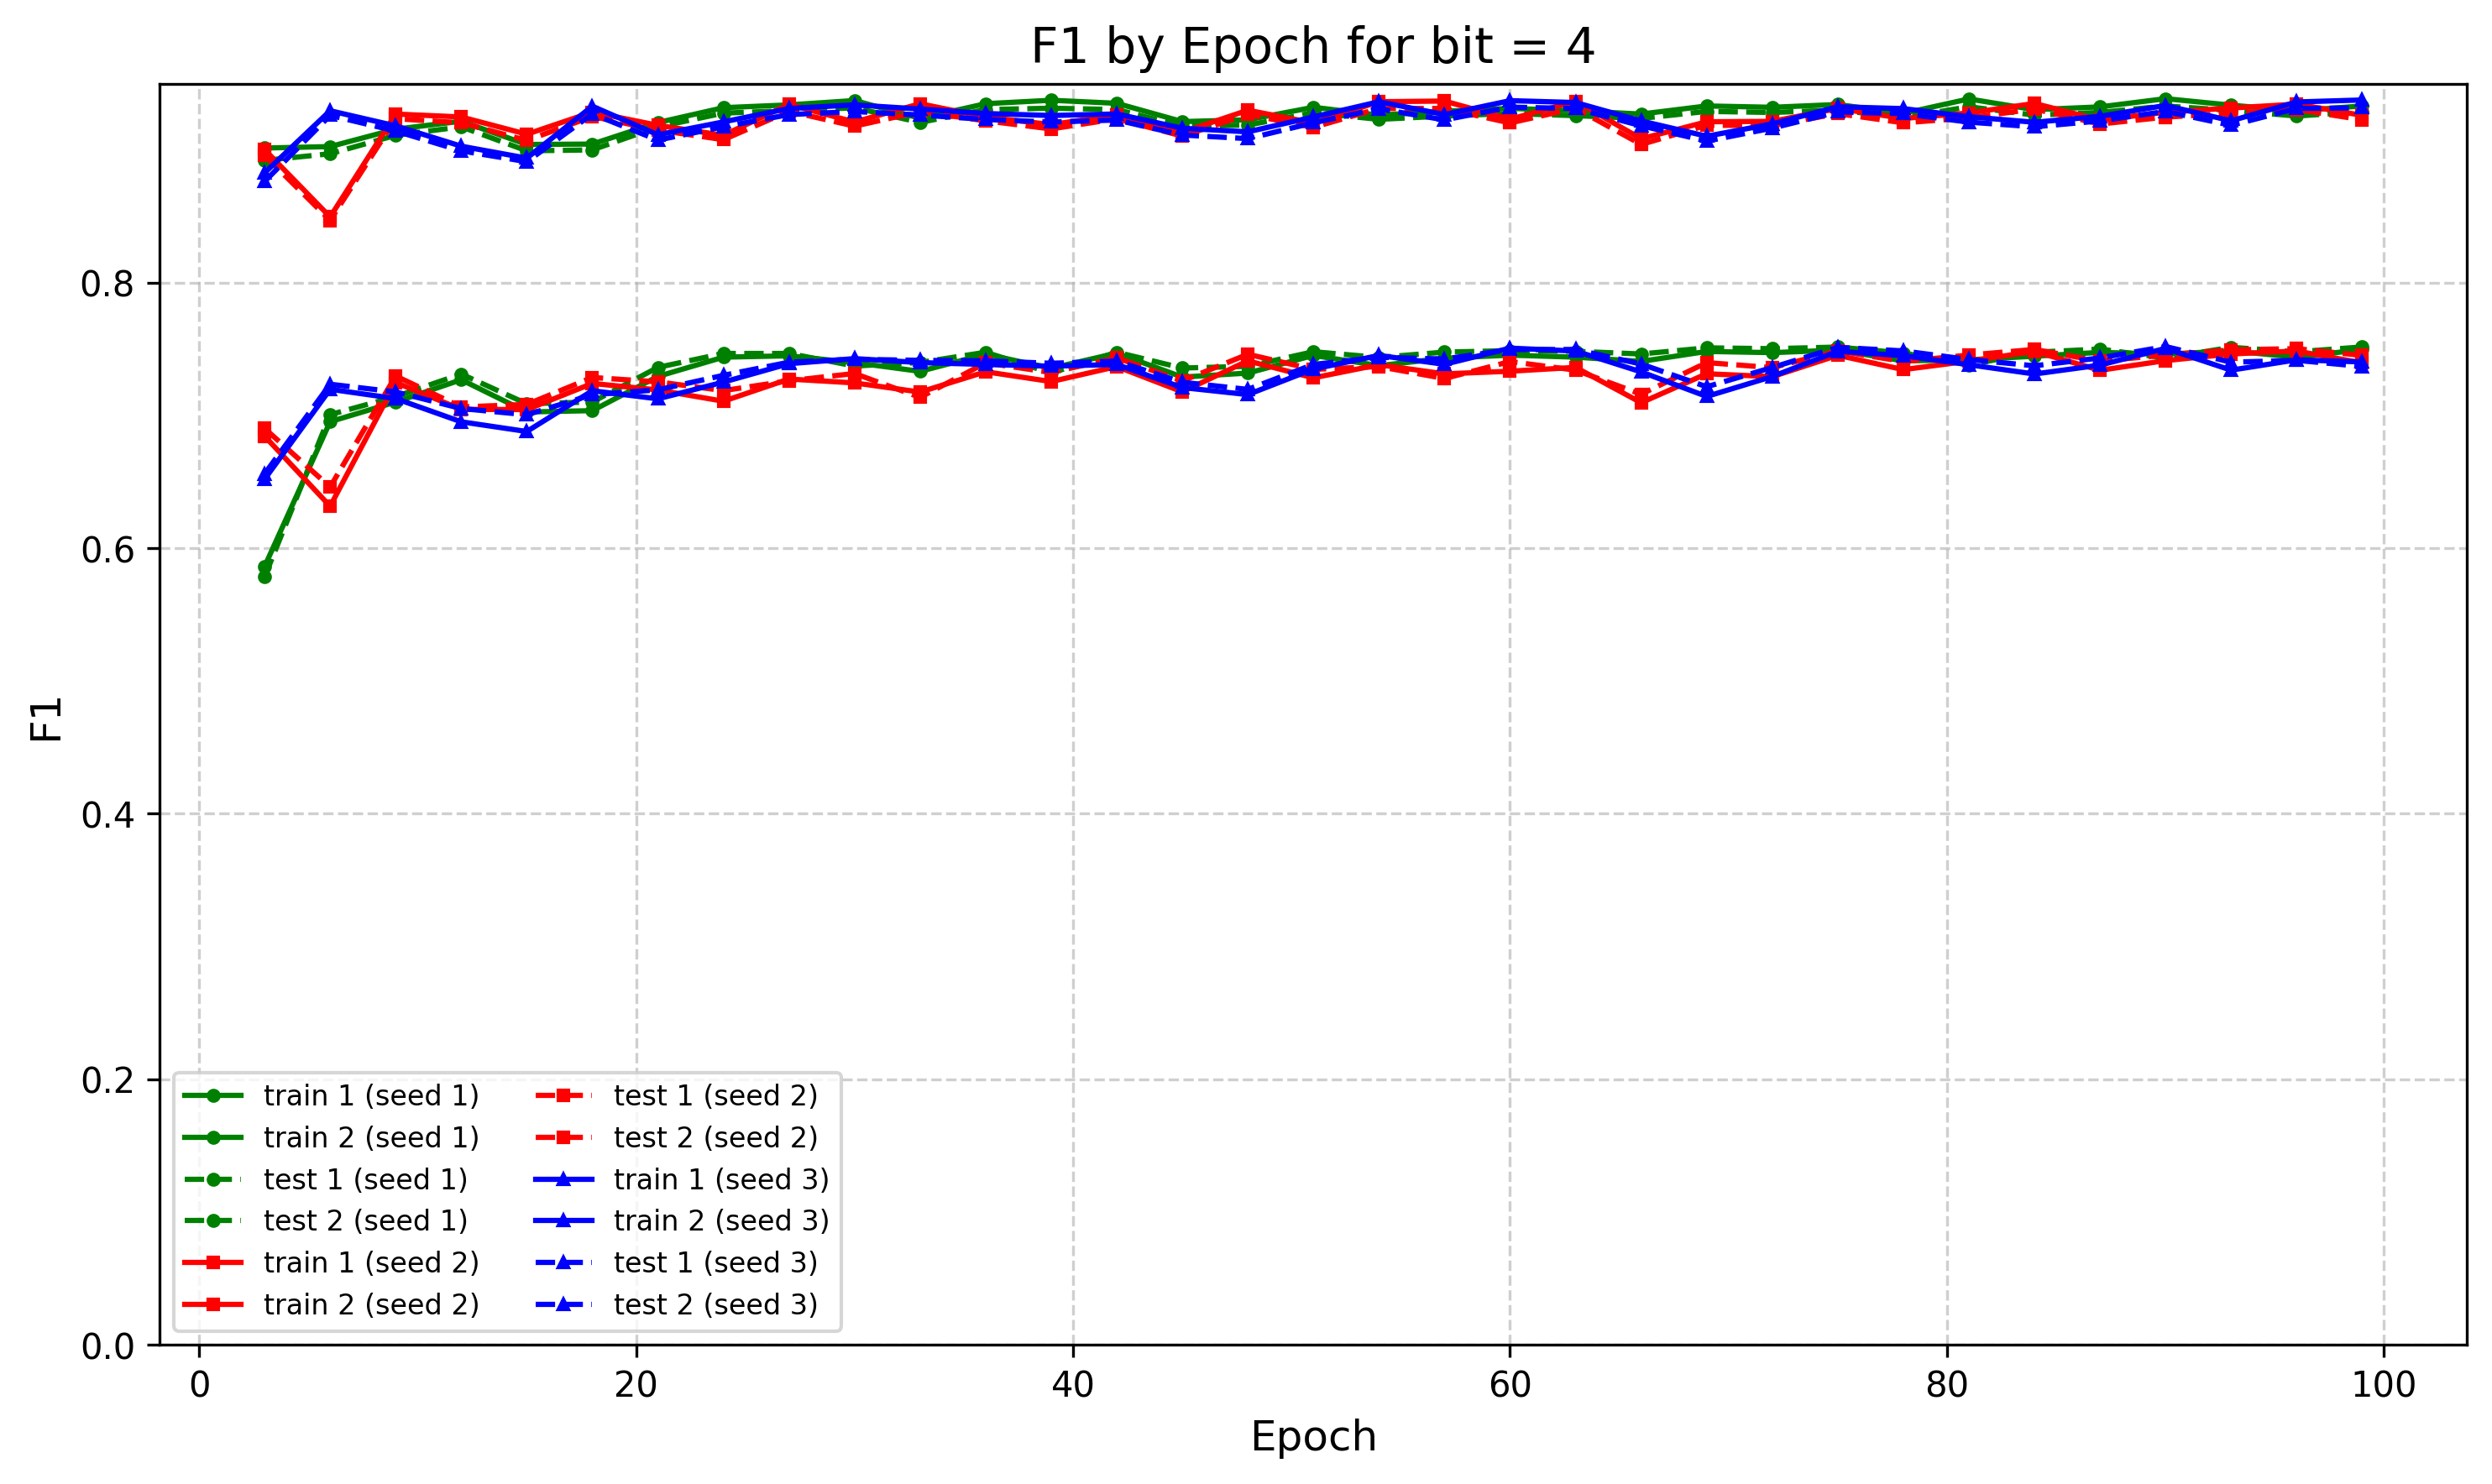 F1 by Epoch for bit = 4
F1
0.8
0.6
0.4
0.2
0.0
train 1 (seed 1)
train 2 (seed 1)
test 1 (seed 1)
test 2 (seed 1)
train 1 (seed 2)
train 2 (seed 2)
test 1 (seed 2)
test 2 (seed 2)
train 1 (seed 3)
train 2 (seed 3)
test 1 (seed 3)
test 2 (seed 3)
0 20 40 60 80 100
Epoch